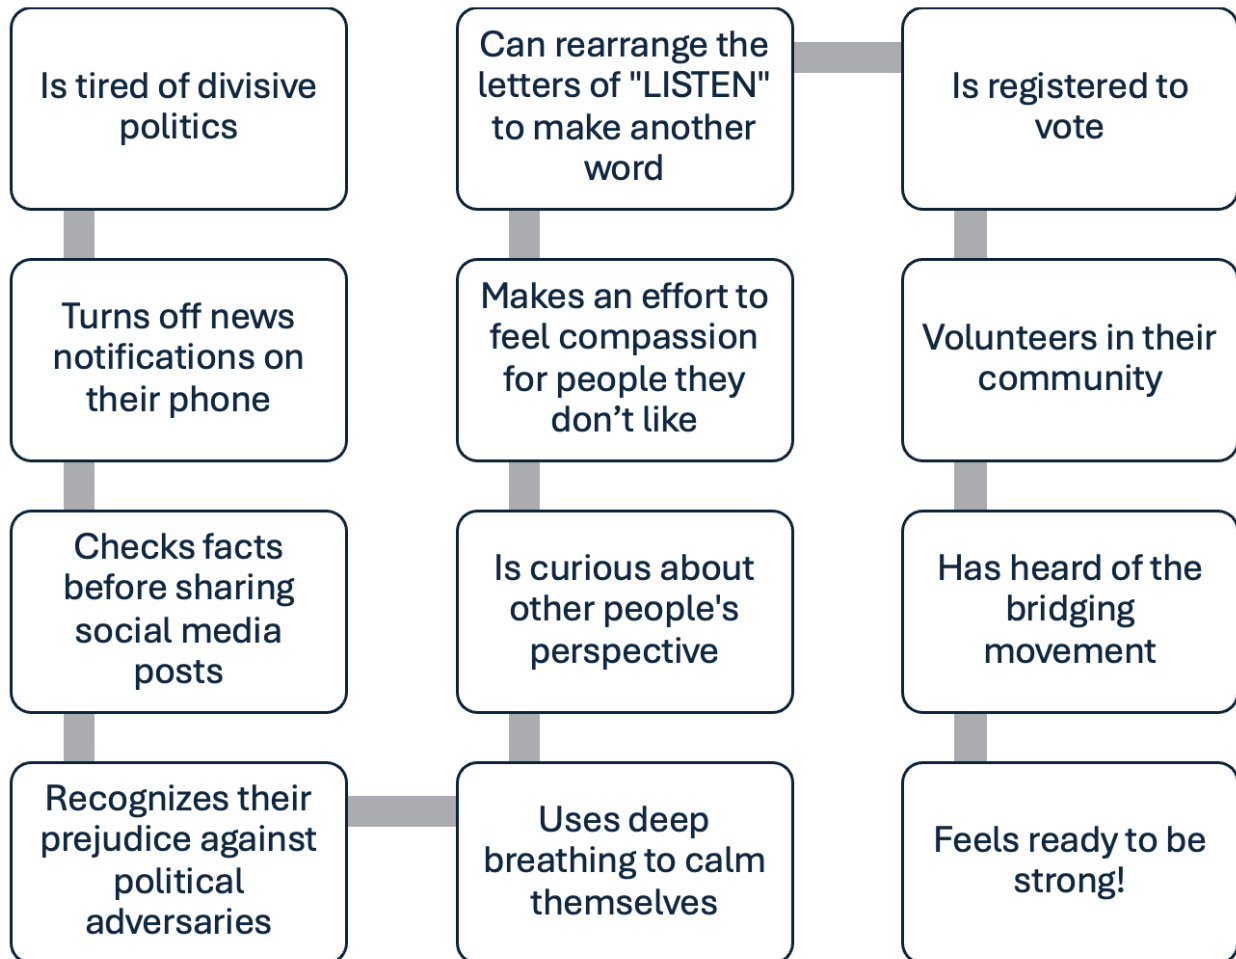 Is tired of divisive
politics
Turns off news
notifications on
their phone
Checks facts
before sharing
social media
posts
Recognizes their
prejudice against
political
adversaries
Uses deep
breathing to calm
themselves
Is curious about
other people's
perspective
Makes an effort to
feel compassion
for people they
don’t like
Can rearrange the
letters of "LISTEN"
to make another
word
Is registered to
vote
Volunteers in their
community
Has heard of the
bridging
movement
Feels ready to be
strong!